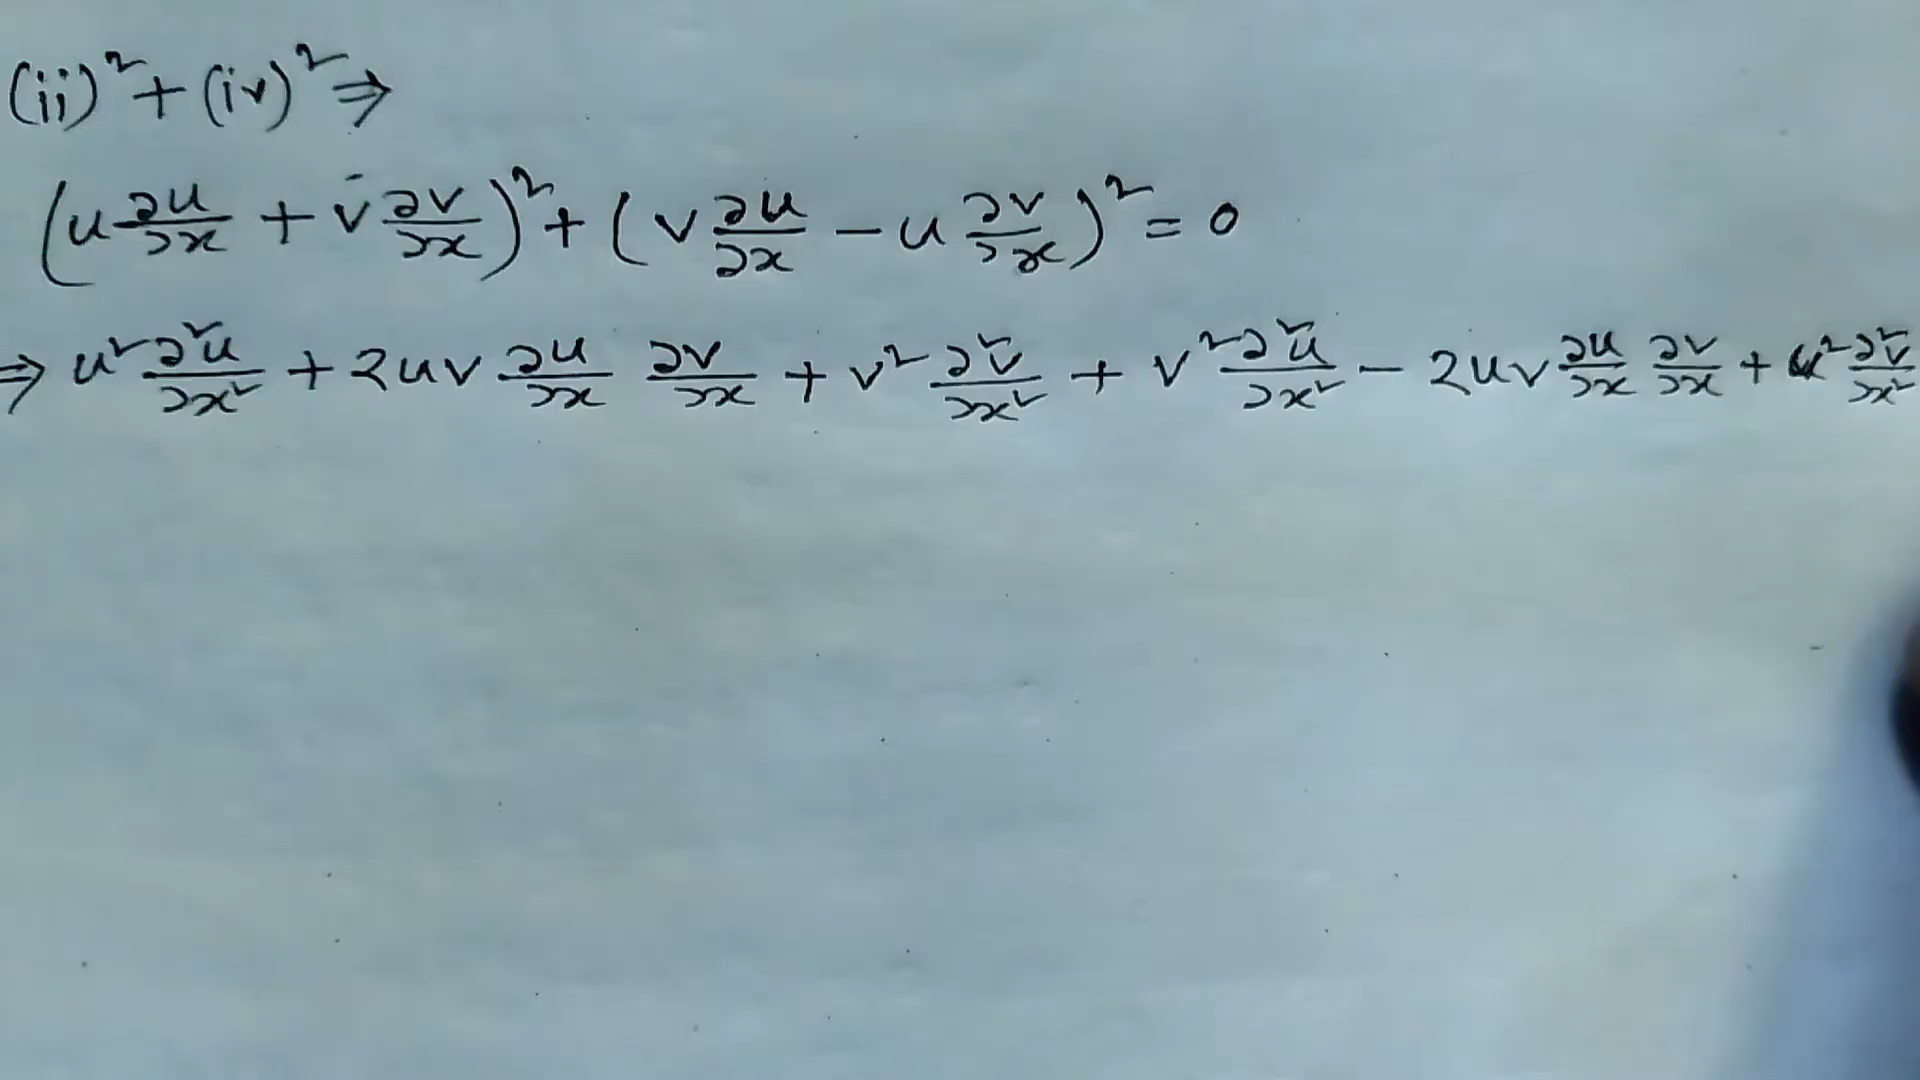 (ii)² + (iv)² ⇒
(u ∂u/∂x + v ∂v/∂x)² + (v ∂u/∂x − u ∂v/∂x)² = 0
⇒ u² ∂²u/∂x² + 2uv ∂u/∂x ∂v/∂x + v² ∂²v/∂x² + v² ∂²u/∂x² − 2uv ∂u/∂x ∂v/∂x + u² ∂²v/∂x²